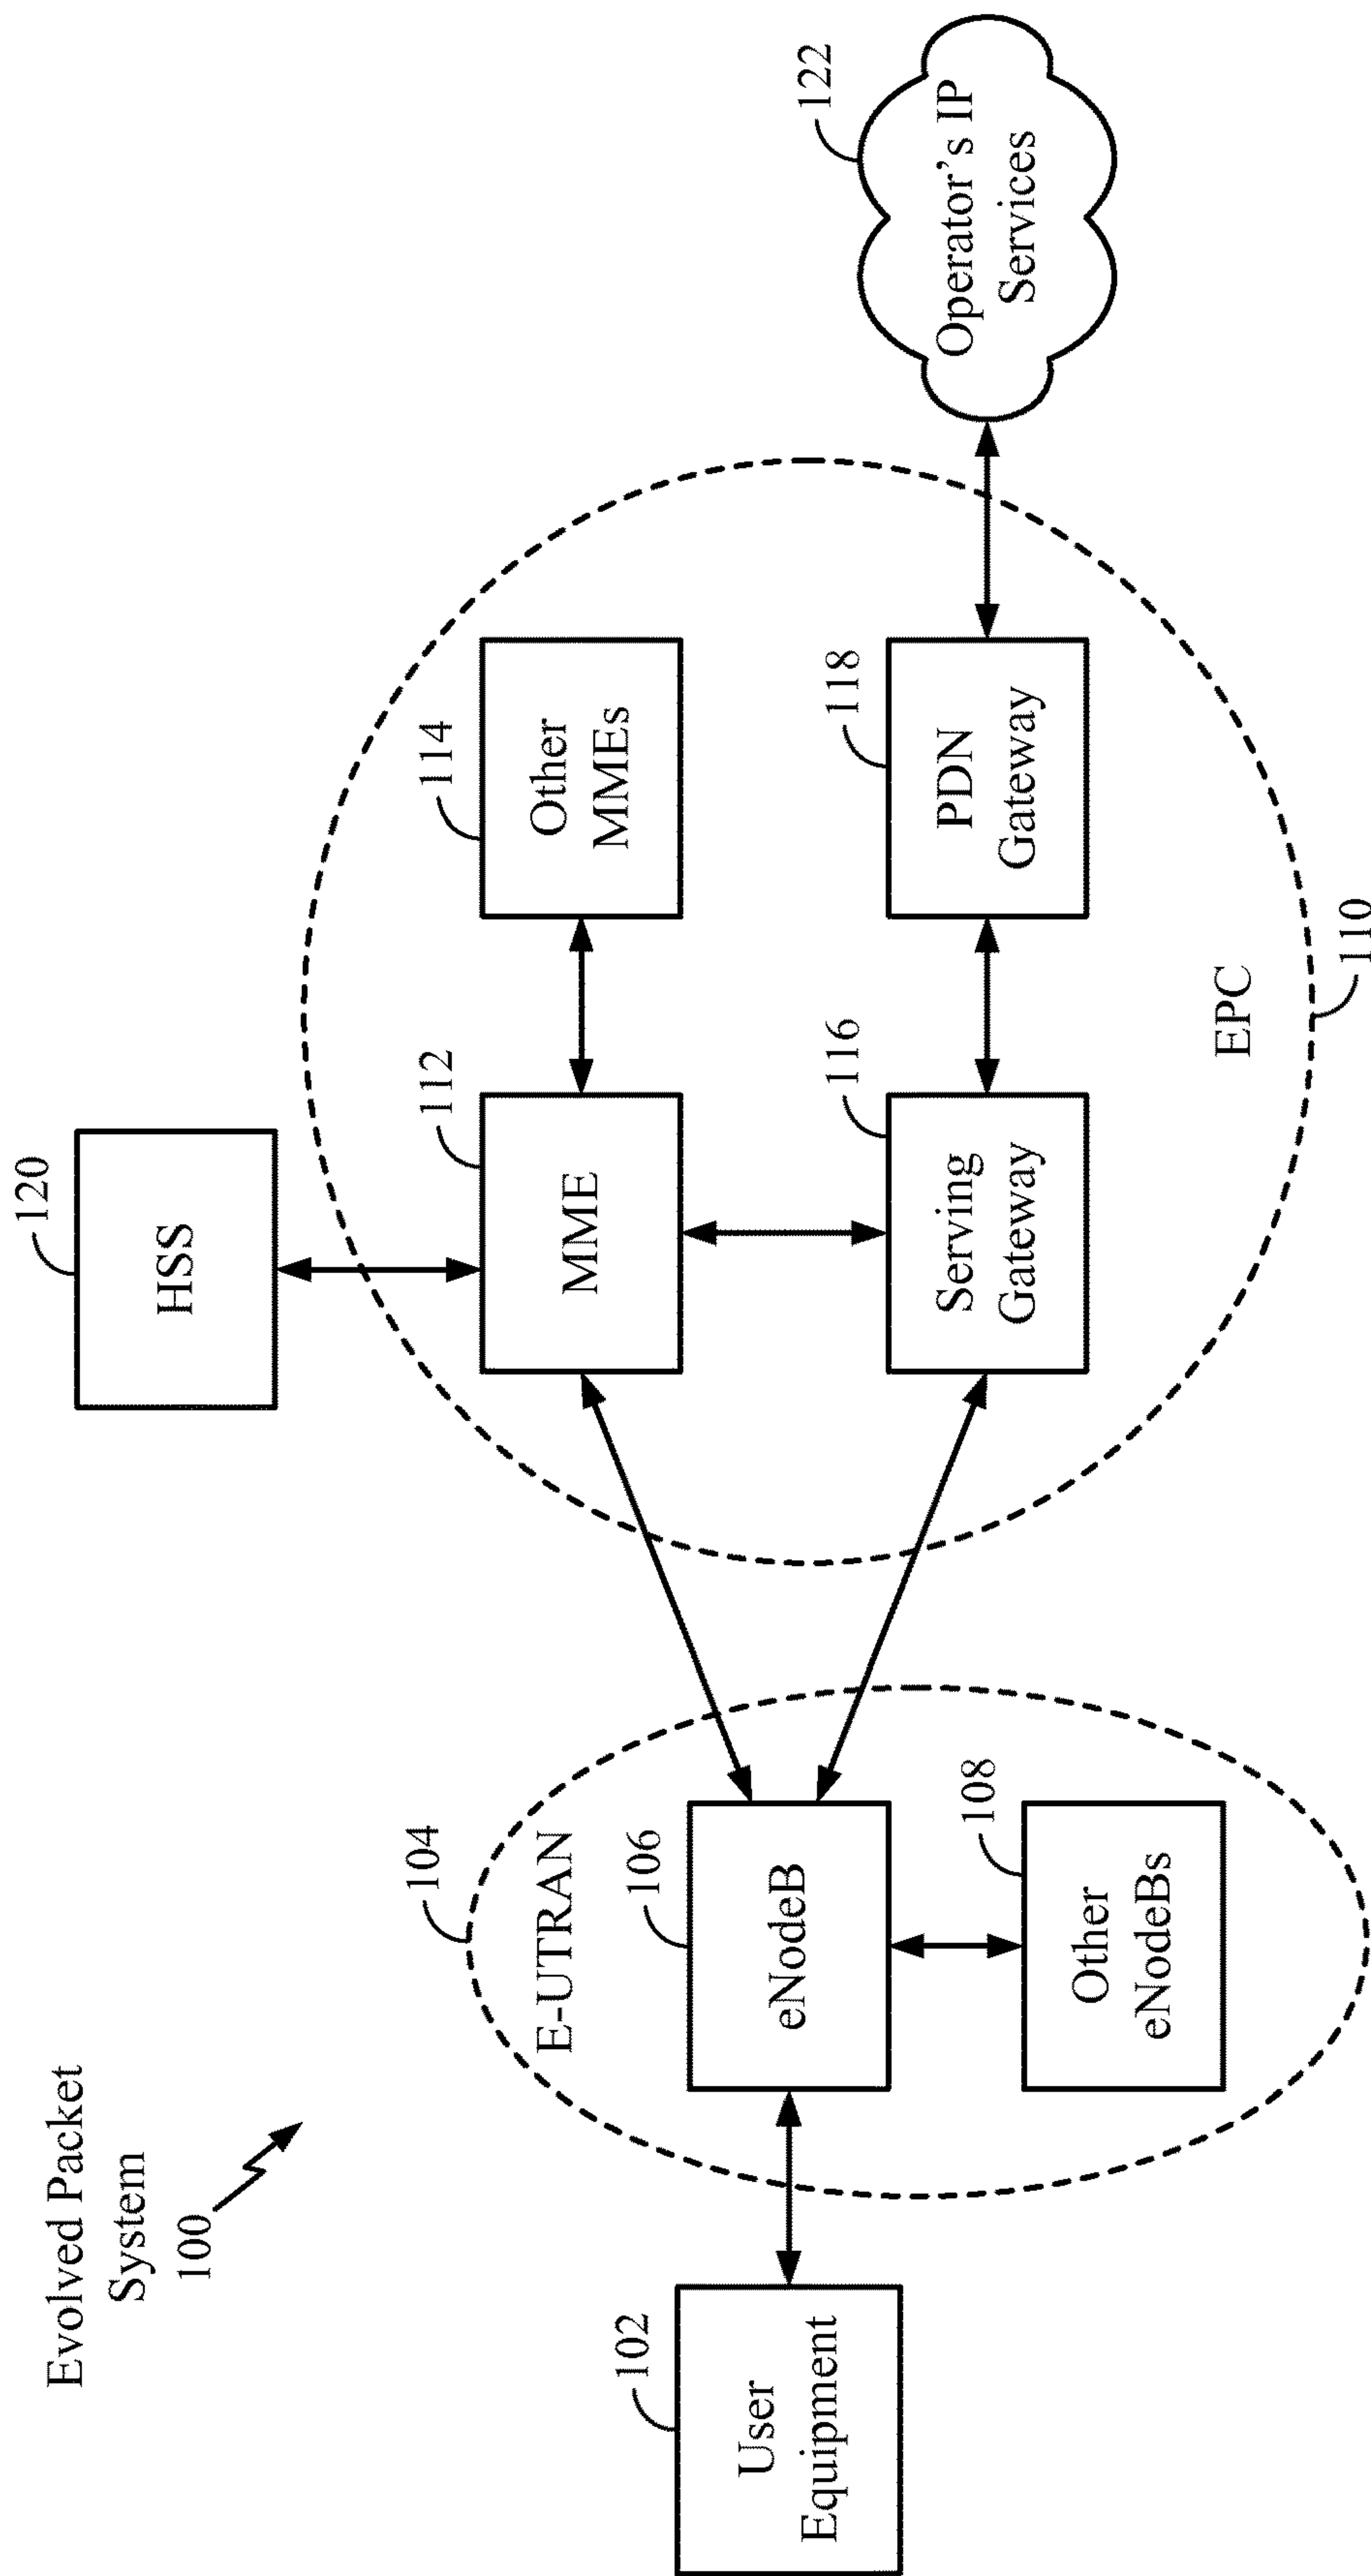 Evolved Packet
System
100
120
HSS
104
E-UTRAN
112
MME
114
Other
MMEs
102
User
Equipment
106
eNodeB
108
Other
eNodeBs
116
Serving
Gateway
118
PDN
Gateway
122
Operator's IP
Services
EPC
110